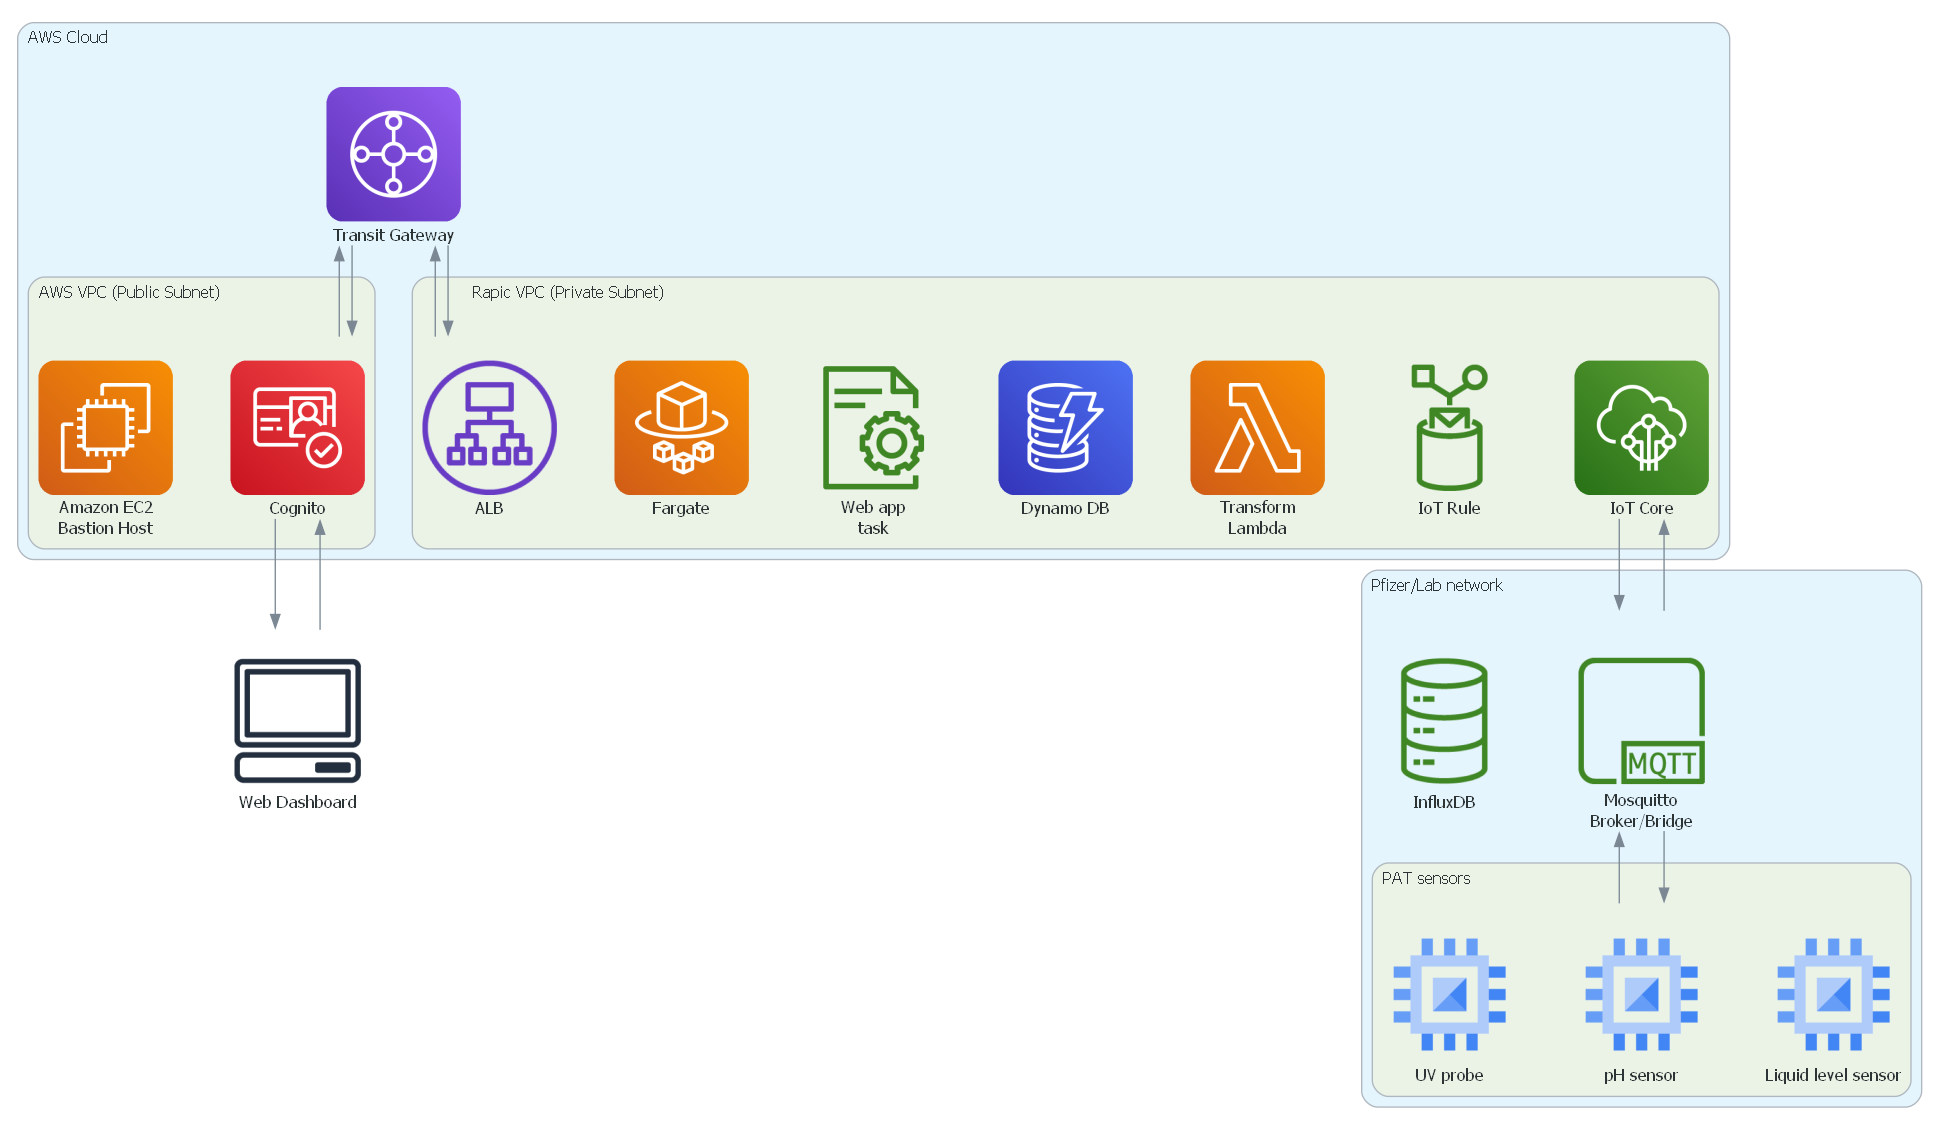 AWS Cloud
Transit Gateway
AWS VPC (Public Subnet)
Rapic VPC (Private Subnet)
Amazon EC2
Bastion Host
Cognito
ALB
Fargate
Web app
task
Dynamo DB
Transform
Lambda
IoT Rule
IoT Core
Pfizer/Lab network
Web Dashboard
InfluxDB
MQTT
Mosquitto
Broker/Bridge
PAT sensors
UV probe
pH sensor
Liquid level sensor